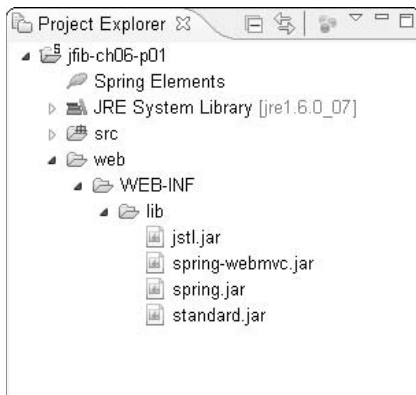 Project Explorer
S
jfib-ch06-p01
Spring Elements
JRE System Library [jre1.6.0_07]
src
web
WEB-INF
lib
jstl.jar
spring-webmvc.jar
spring.jar
standard.jar